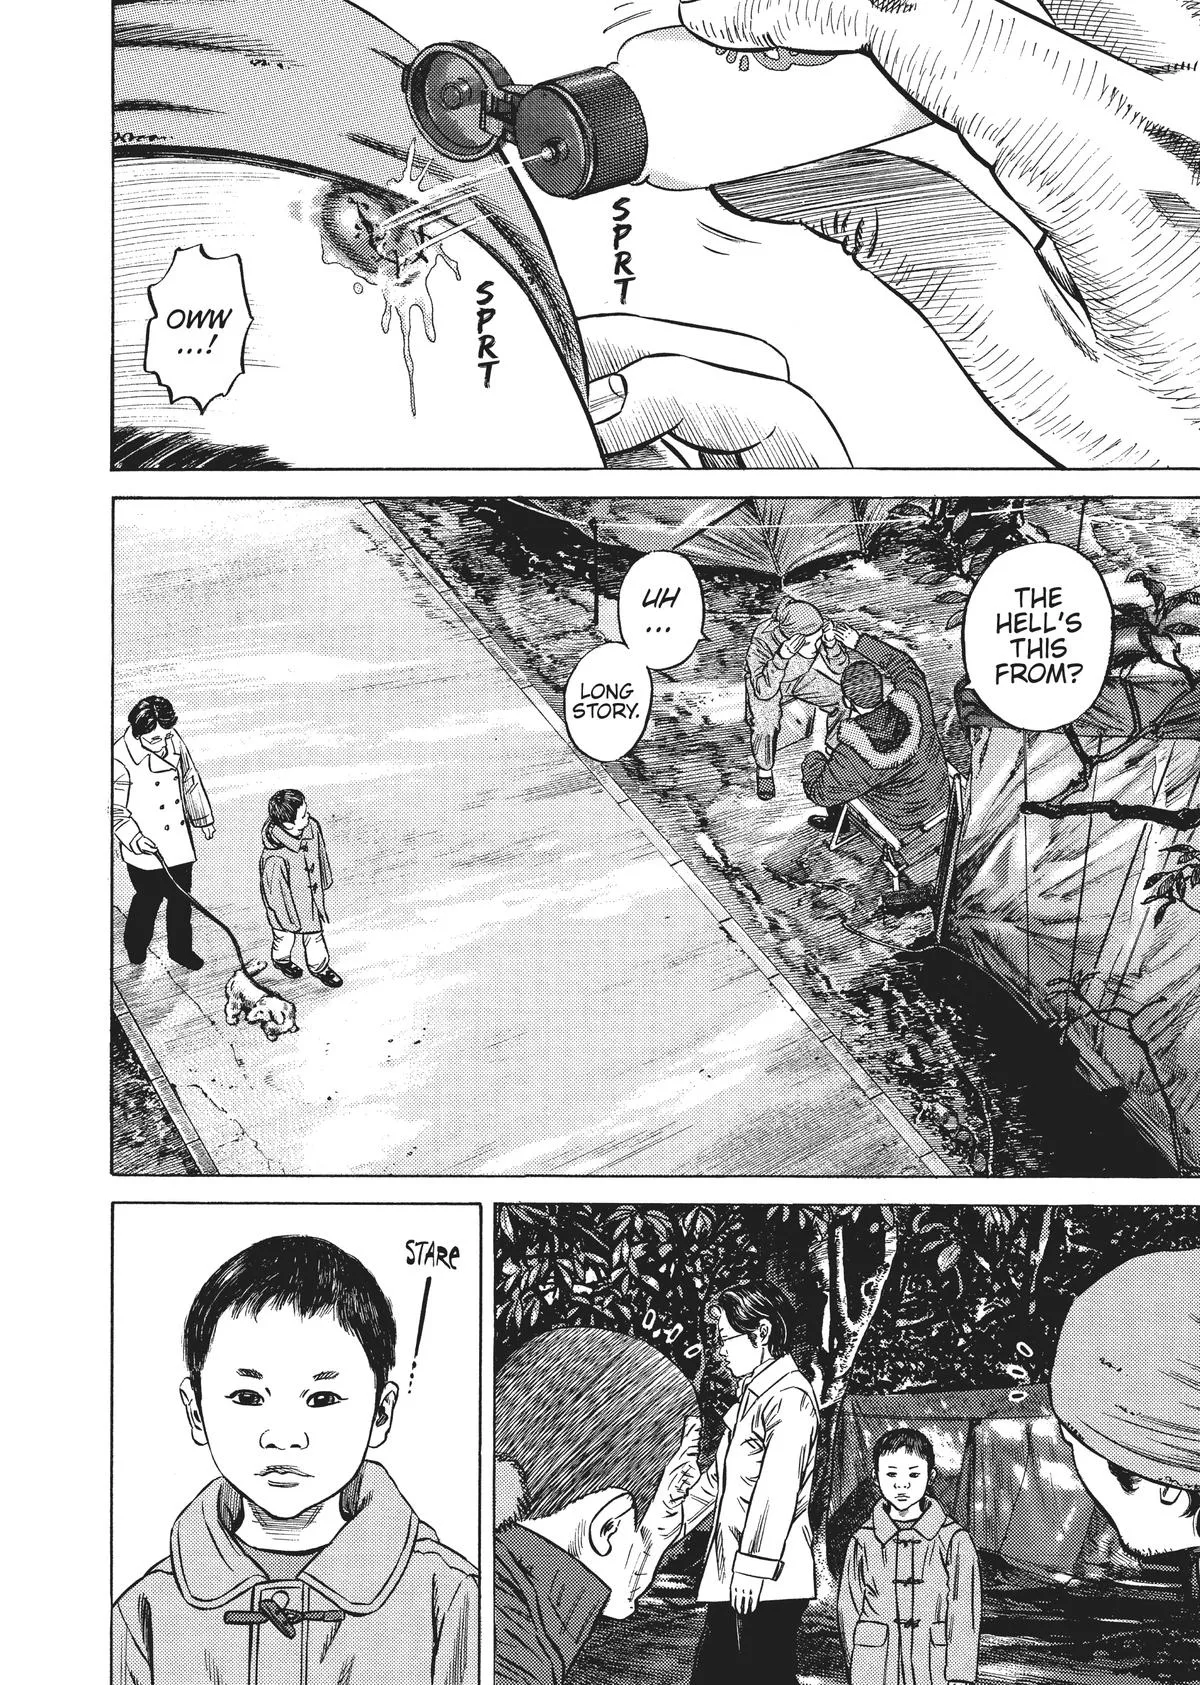 SPRT
SPRT
OWW
...!
THE
HELL'S
THIS
FROM?
UH
...
LONG
STORY.
STARE